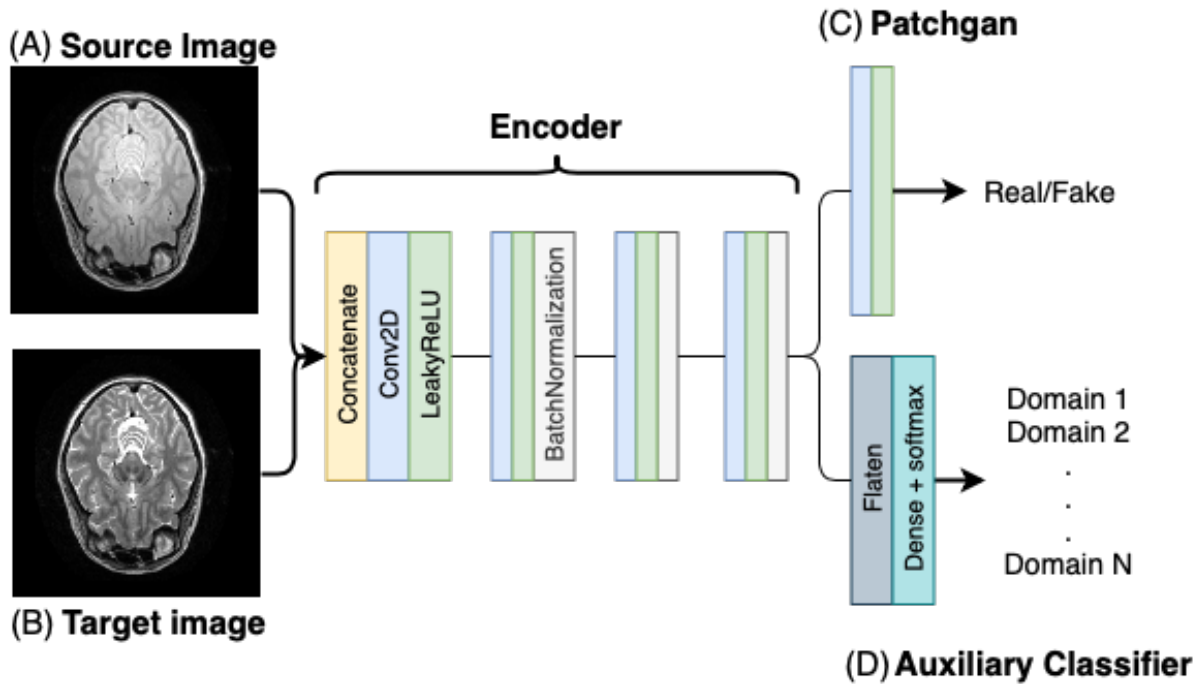 (A) Source Image
(C) Patchgan
Encoder
Real/Fake
Concatenate
Conv2D
LeakyReLU
BatchNormalization
Flaten
Dense + softmax
Domain 1
Domain 2
.
.
.
Domain N
(B) Target image
(D) Auxiliary Classifier